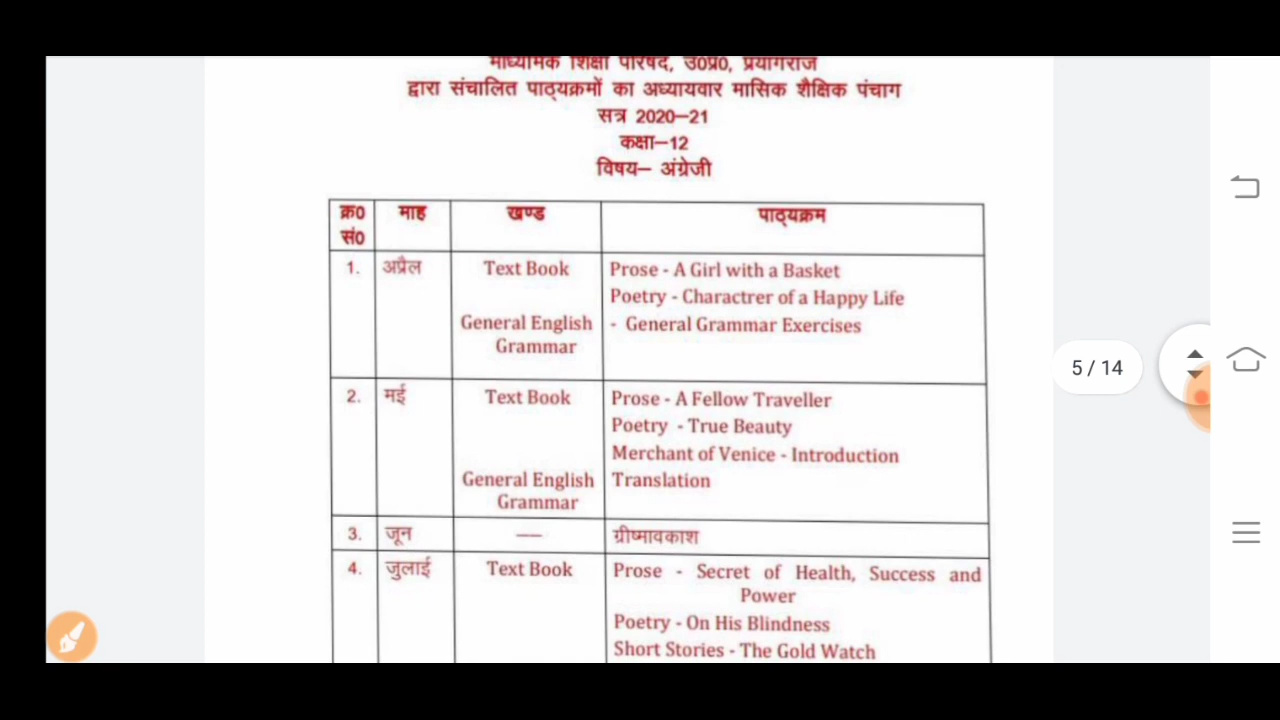 माध्यमिक शिक्षा परिषद, उ0प्र0, प्रयागराज
द्वारा संचालित पाठ्यक्रमों का अध्यायवार मासिक शैक्षिक पंचाग
सत्र 2020–21
कक्षा–12
विषय– अंग्रेजी
क्र0 सं0 माह खण्ड पाठ्यक्रम
1. अप्रैल Text Book Prose - A Girl with a Basket
Poetry - Charactrer of a Happy Life
General English - General Grammar Exercises
Grammar
2. मई Text Book Prose - A Fellow Traveller
Poetry - True Beauty
Merchant of Venice - Introduction
General English Translation
Grammar
3. जून — ग्रीष्मावकाश
4. जुलाई Text Book Prose - Secret of Health, Success and
Power
Poetry - On His Blindness
Short Stories - The Gold Watch
5 / 14